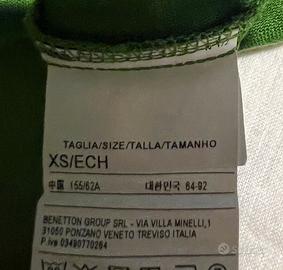 TAGLIA/SIZE/TALLA/TAMANHO
XS/ECH
中国 155/62A 대한민국 64-92
BENETTON GROUP SRL - VIA VILLA MINELLI,1
31050 PONZANO VENETO TREVISO ITALIA
P.Iva 03490770264